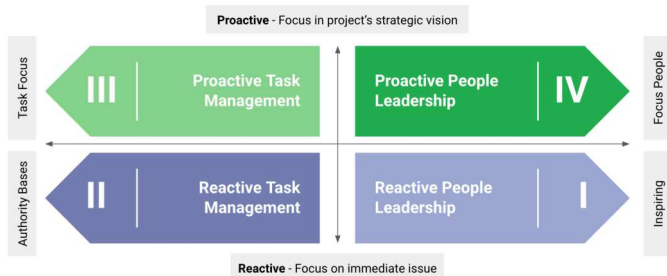 Proactive - Focus in project's strategic vision
Task Focus
III
Proactive Task
Management
Proactive People
Leadership
IV
Focus People
Authority Bases
II
Reactive Task
Management
Reactive People
Leadership
I
Inspiring
Reactive - Focus on immediate issue